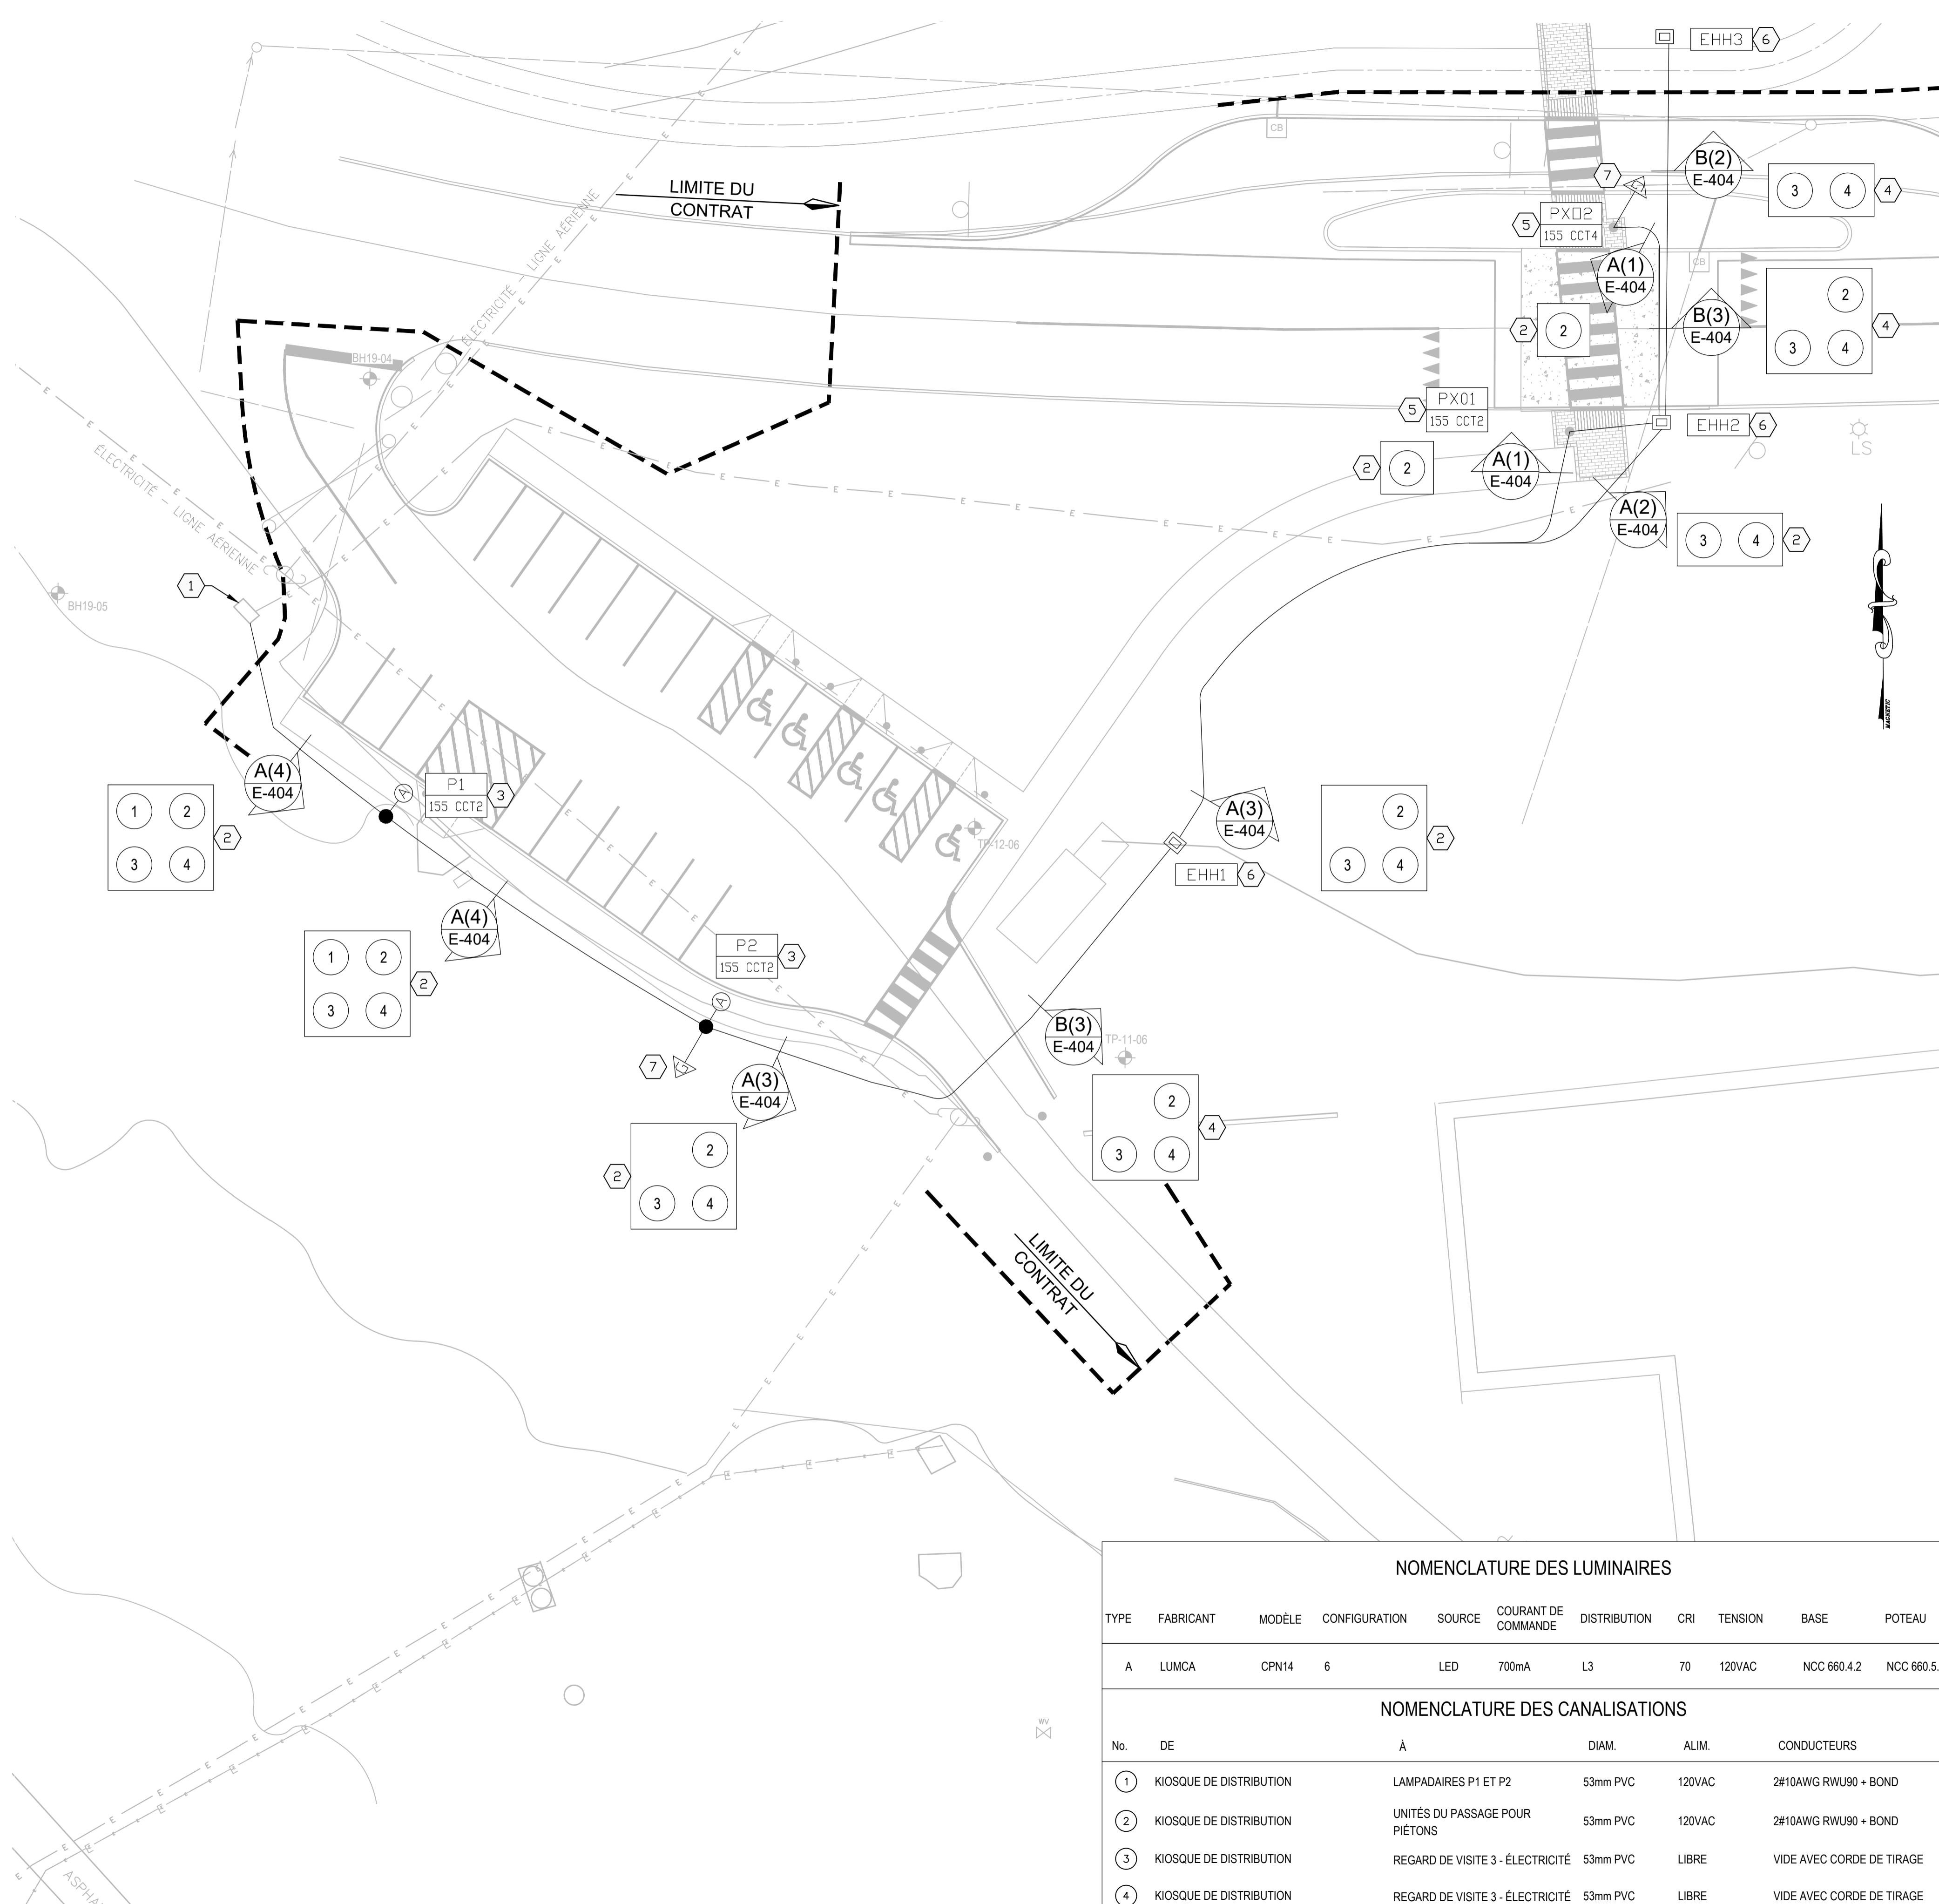 EHH3 6
CB
B(2)
E-404
3 4 4
7
LIMITE DU
CONTRAT
ÉLECTRICITÉ - LIGNE AÉRIENNE
5 PX02
155 CCT4
CB
A(1)
E-404
2
3 4 4
B(3)
E-404
2 2
BH19-04
5 PX01
155 CCT2
EHH2 6
LS
2 2
A(1)
E-404
A(2)
E-404
3 4 2
ÉLECTRICITÉ - LIGNE AÉRIENNE
1
BH19-05
MAGNETIC
A(4)
E-404
1 2
3 4
2
A
P1
155 CCT2
3
TP-12-06
A(3)
E-404
2
3 4
2
EHH1 6
A(4)
E-404
1 2
3 4
2
P2
155 CCT2
3
A
7 G
A(3)
E-404
B(3)
E-404
TP-11-06
2
3 4
4
2
2
3 4
LIMITE DU
CONTRAT
WV
NOMENCLATURE DES LUMINAIRES
TYPE FABRICANT MODÈLE CONFIGURATION SOURCE COURANT DE COMMANDE DISTRIBUTION CRI TENSION BASE POTEAU
A LUMCA CPN14 6 LED 700mA L3 70 120VAC NCC 660.4.2 NCC 660.5.
NOMENCLATURE DES CANALISATIONS
No. DE À DIAM. ALIM. CONDUCTEURS
1 KIOSQUE DE DISTRIBUTION LAMPADAIRES P1 ET P2 53mm PVC 120VAC 2#10AWG RWU90 + BOND
2 KIOSQUE DE DISTRIBUTION UNITÉS DU PASSAGE POUR PIÉTONS 53mm PVC 120VAC 2#10AWG RWU90 + BOND
3 KIOSQUE DE DISTRIBUTION REGARD DE VISITE 3 - ÉLECTRICITÉ 53mm PVC LIBRE VIDE AVEC CORDE DE TIRAGE
4 KIOSQUE DE DISTRIBUTION REGARD DE VISITE 3 - ÉLECTRICITÉ 53mm PVC LIBRE VIDE AVEC CORDE DE TIRAGE